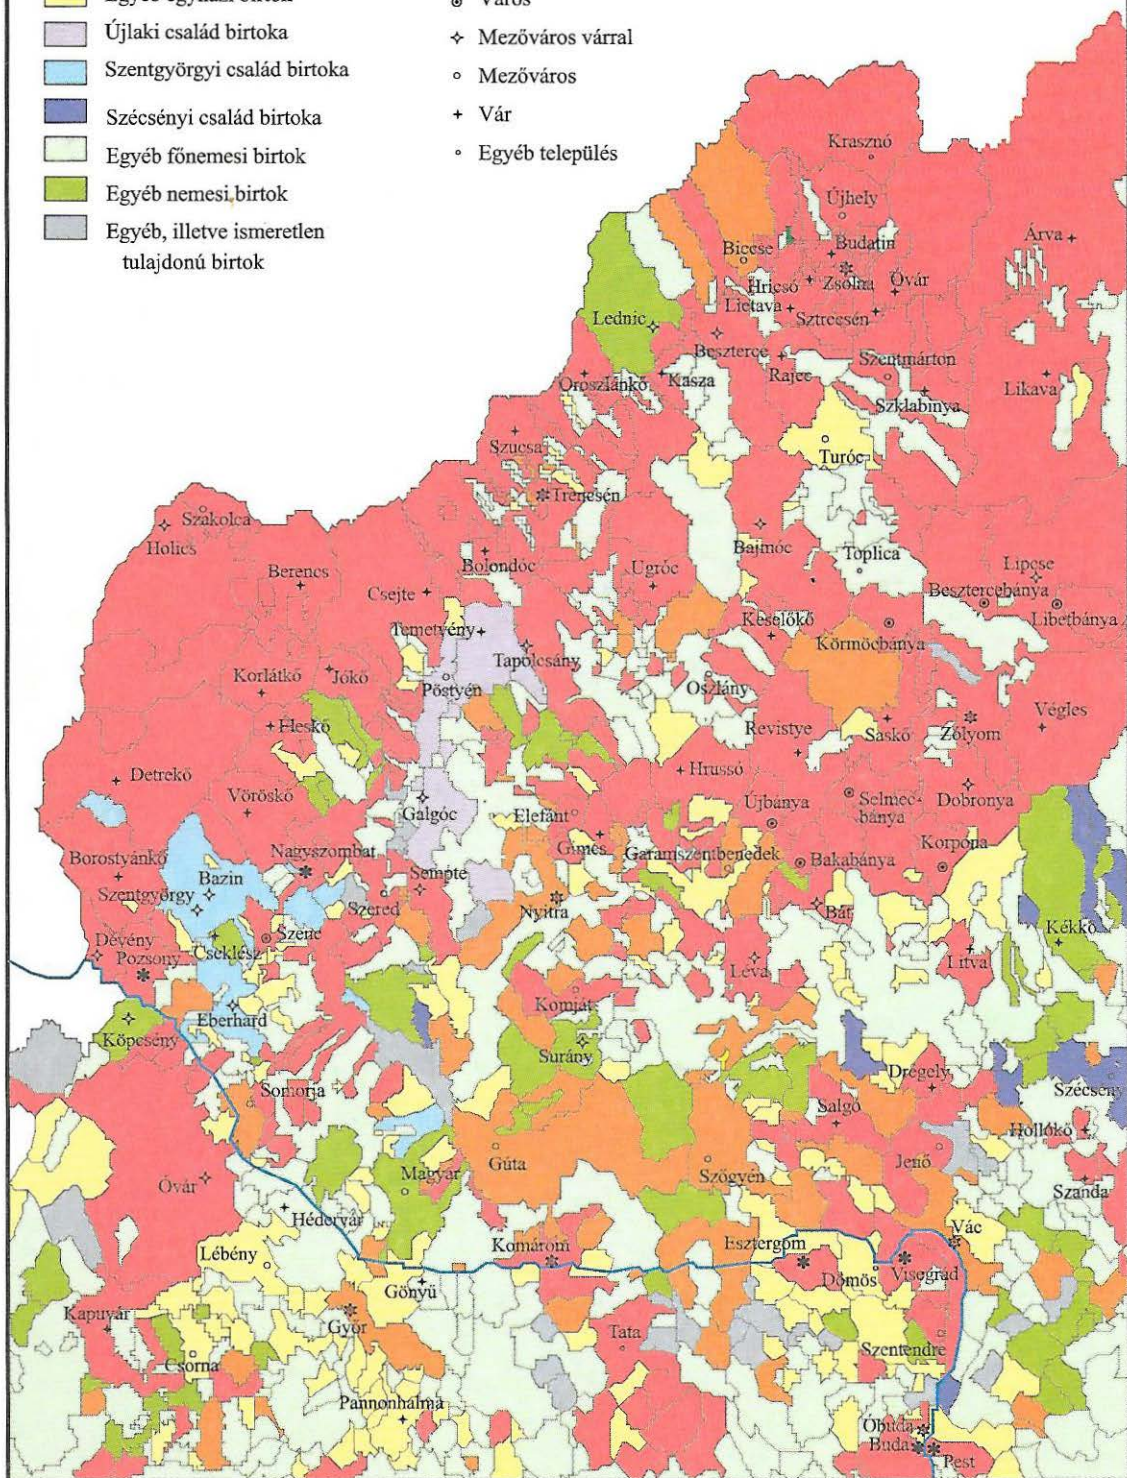 Egyéb egyházi birtok
Újlaki család birtoka
Szentgyörgyi család birtoka
Szécsényi család birtoka
Egyéb főnemesi birtok
Egyéb nemesi birtok
Egyéb, illetve ismeretlen
tulajdonú birtok
Város
Mezőváros várral
Mezőváros
Vár
Egyéb település
Krasznó
Újhely
Budatin
Árva
Biccse
Hricsó
Zsolna
Óvár
Lietava
Sztrecsén
Lednic
Beszterce
Rajec
Szentmárton
Oroszlánkő
Kasza
Szklabinya
Likava
Szucsa
Turóc
Trencsén
Szakolca
Holics
Bajmóc
Berencs
Bolondóc
Ugróc
Toplica
Lipcse
Csejte
Besztercebánya
Libetbánya
Temetvény
Keselőkő
Körmöcbánya
Tapolcsány
Korlátkő
Jókő
Pöstyén
Oszlány
Eleskő
Revistye
Saskő
Zólyom
Végles
Detrekő
Hrussó
Vöröskő
Galgóc
Elefánt
Újbánya
Selmec-
bánya
Dobronya
Borostyánkő
Nagyszombat
Gimes
Garamszentbenedek
Bakabánya
Korpona
Bazin
Szentgyörgy
Sempte
Szered
Nyitra
Bát
Kékkő
Dévény
Pozsony
Cseklész
Szenc
Léva
Litva
Komját
Eberhard
Köpcsény
Surány
Somorja
Drégely
Szécsény
Salgó
Hollókő
Magyar
Gúta
Szőgyén
Jenő
Óvár
Szanda
Hédervár
Lébény
Komárom
Esztergom
Vác
Dömös
Visegrád
Gönyü
Kapuvár
Győr
Tata
Csorna
Szentendre
Pannonhalma
Óbuda
Buda
Pest